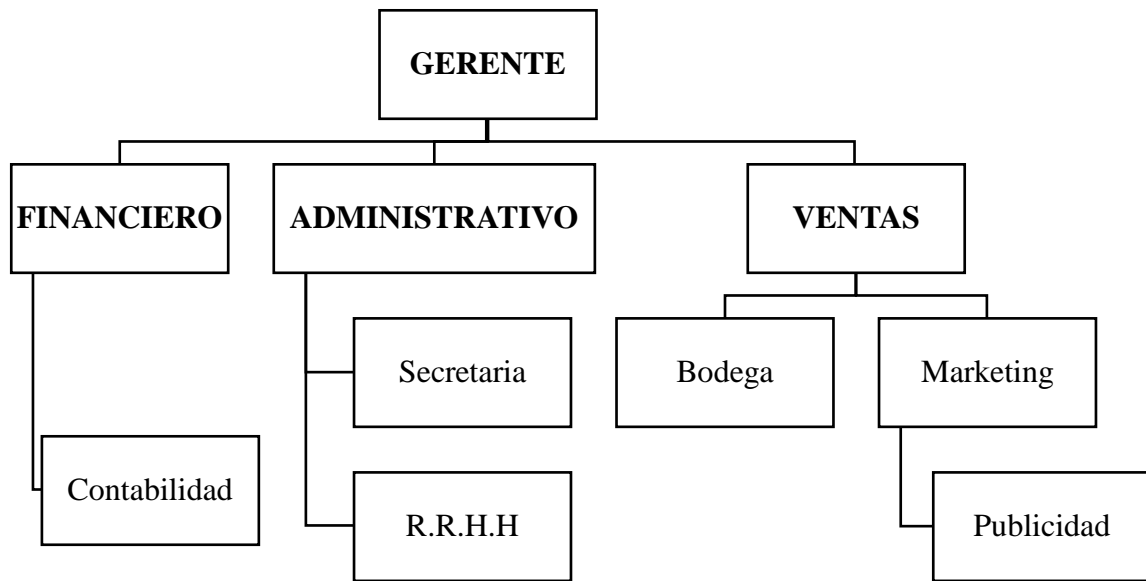 GERENTE
FINANCIERO
ADMINISTRATIVO
VENTAS
Secretaria
Bodega
Marketing
Contabilidad
R.R.H.H
Publicidad